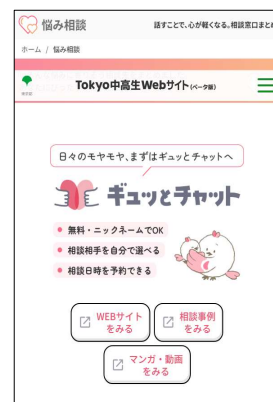 悩み相談
話すことで、心が軽くなる。相談窓口まとめ
ホーム / 悩み相談
東京都
Tokyo中高生Webサイト(ベータ版)
日々のモヤモヤ、まずはギュッとチャットへ
ギュッとチャット
無料・ニックネームでOK
相談相手を自分で選べる
相談日時を予約できる
WEBサイト
をみる
相談事例
をみる
マンガ・動画
をみる